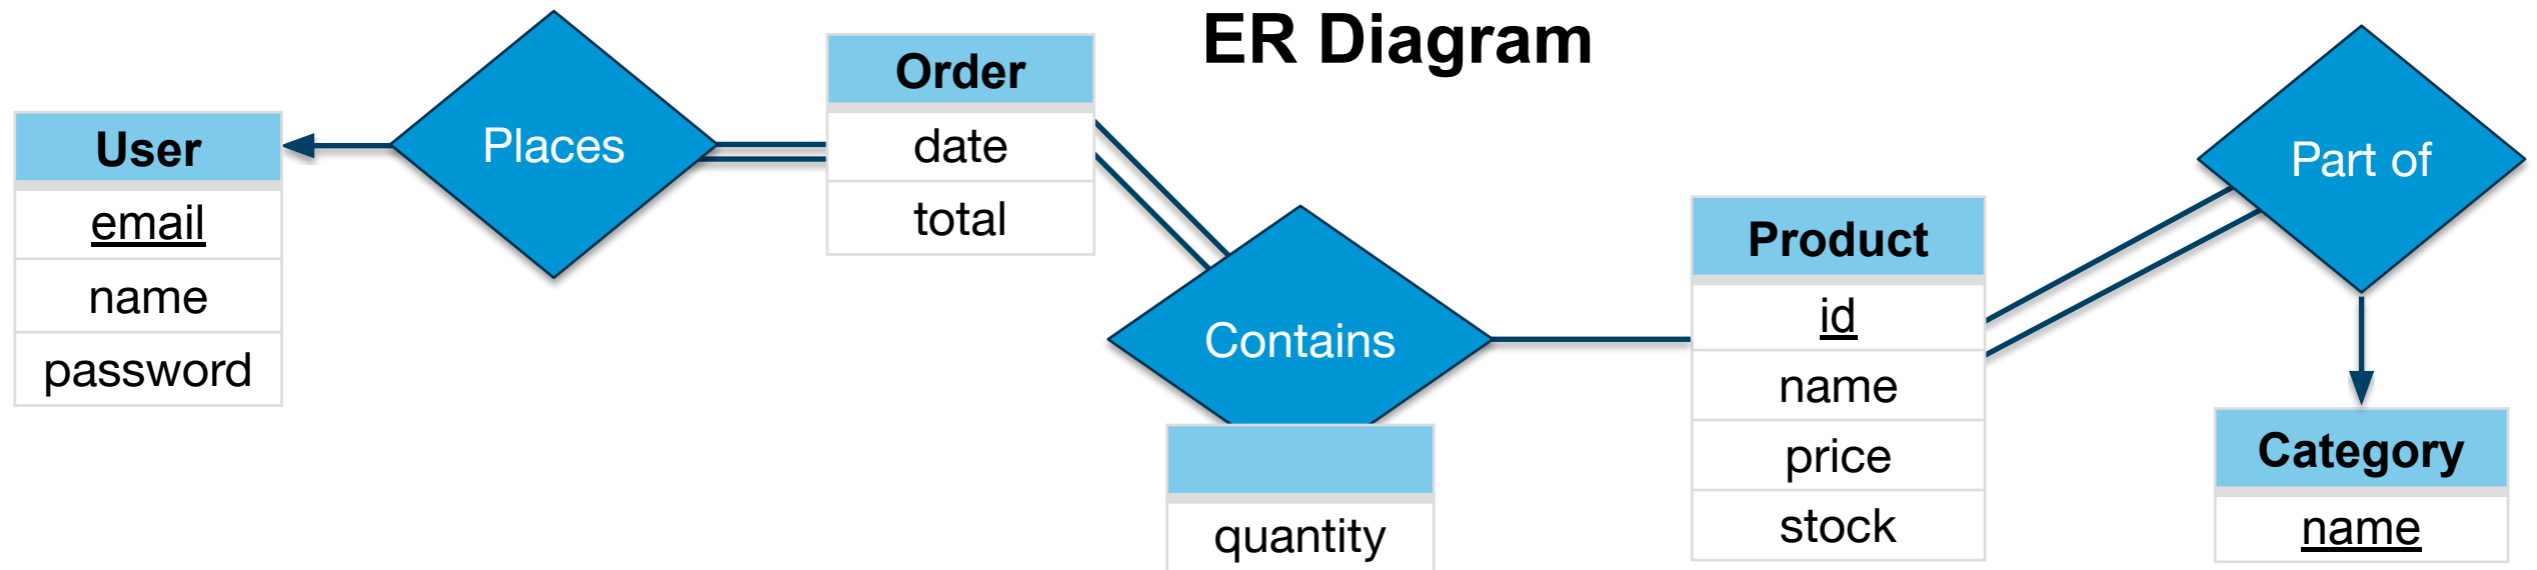 ER Diagram
User
email
name
password
Places
Order
date
total
Contains
quantity
Product
id
name
price
stock
Part of
Category
name